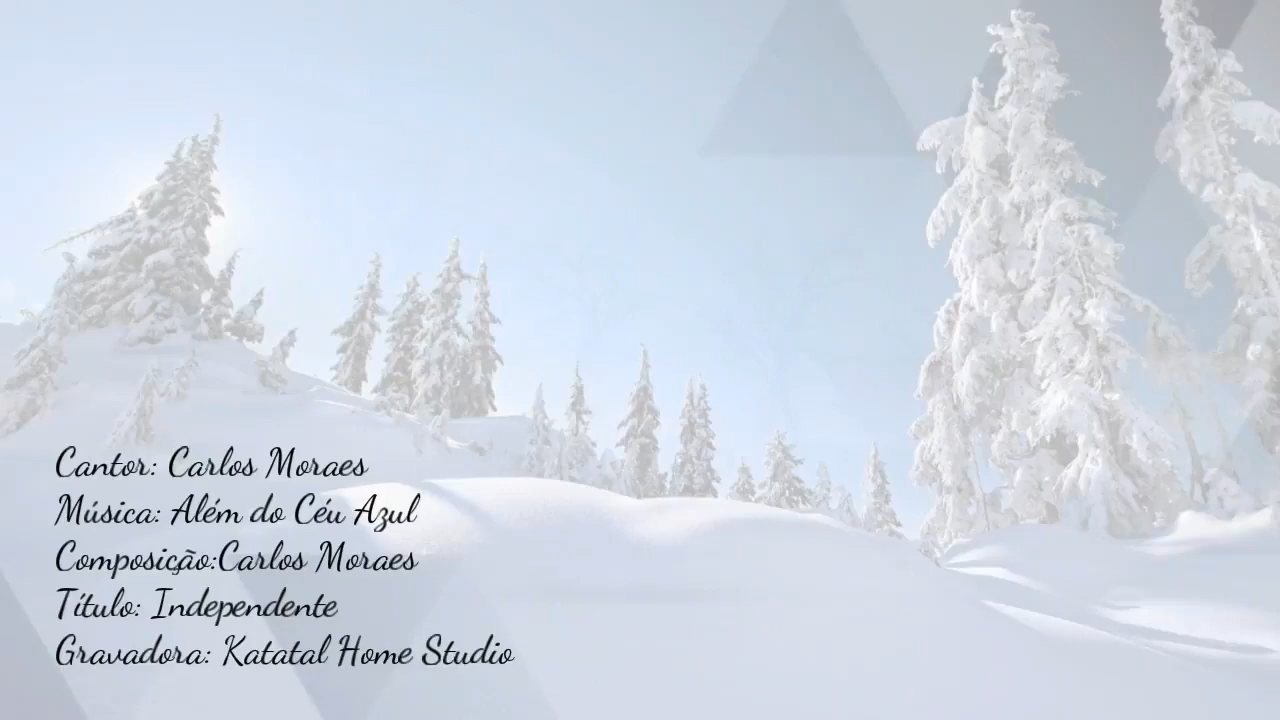 Cantor: Carlos Moraes
Música: Além do Céu Azul
Composição:Carlos Moraes
Título: Independente
Gravadora: Katatal Home Studio